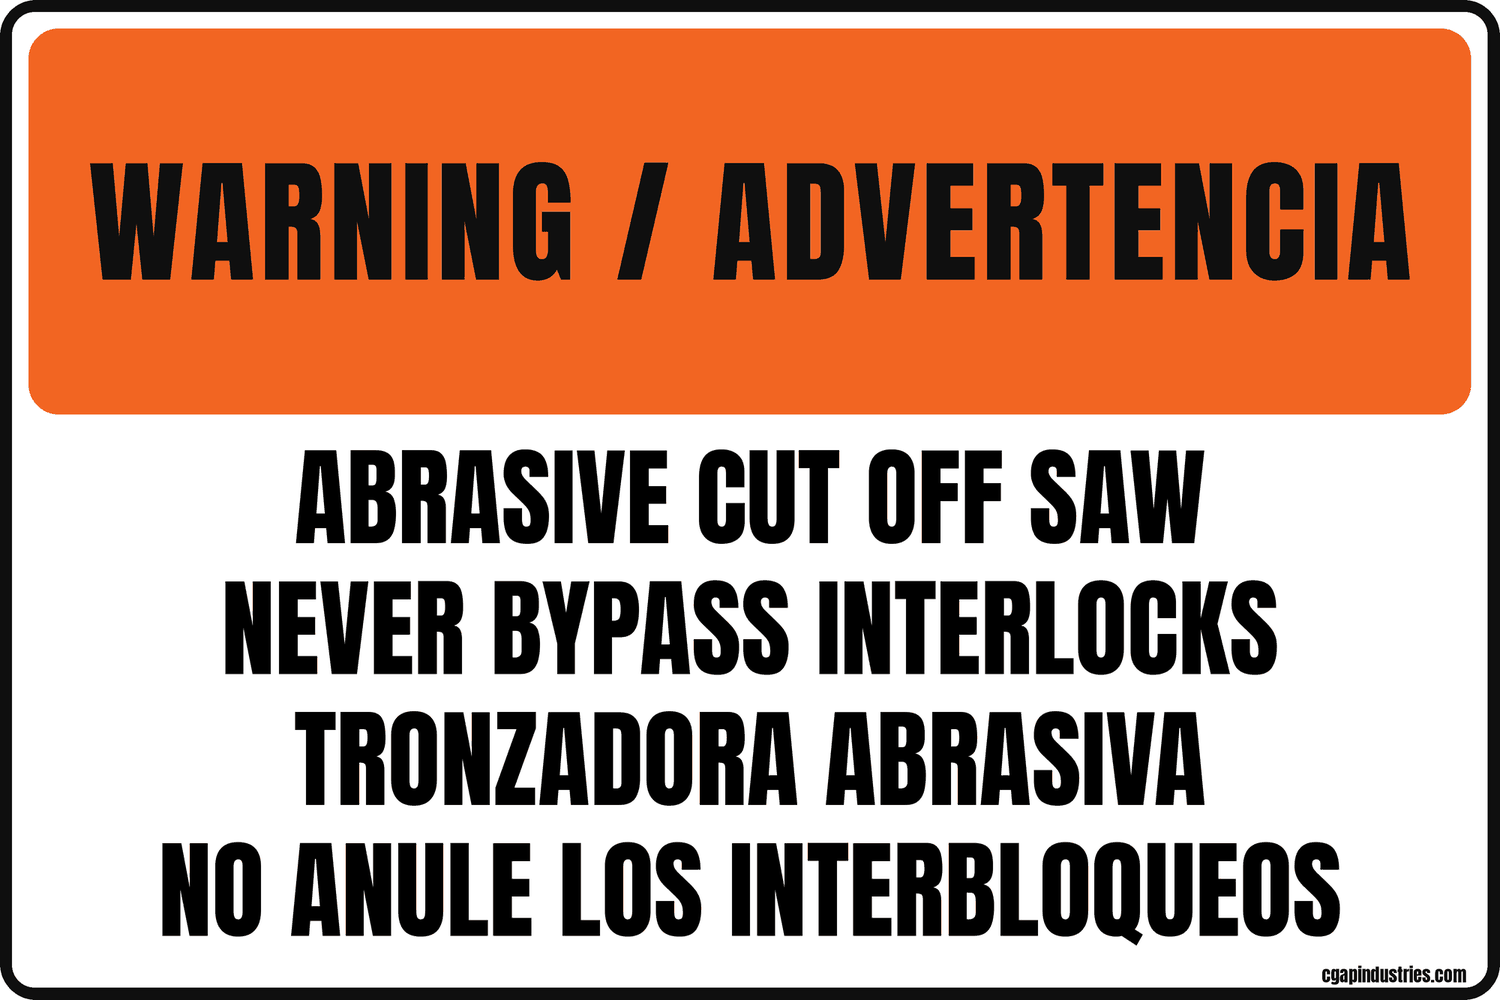 WARNING / ADVERTENCIA
ABRASIVE CUT OFF SAW
NEVER BYPASS INTERLOCKS
TRONZADORA ABRASIVA
NO ANULE LOS INTERBLOQUEOS
cgapindustries.com